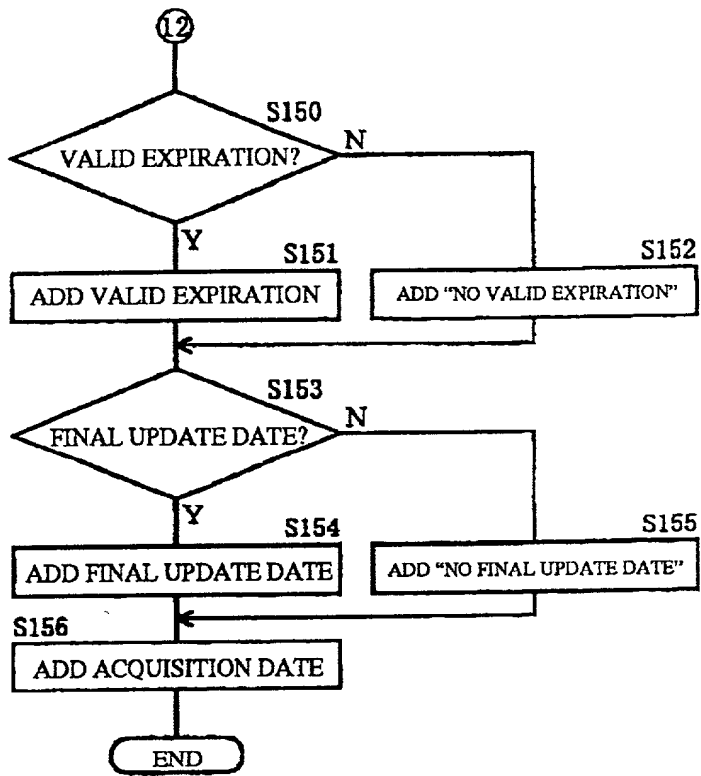 12
S150
VALID EXPIRATION?
N
Y
S151
ADD VALID EXPIRATION
S152
ADD "NO VALID EXPIRATION"
S153
FINAL UPDATE DATE?
N
Y
S154
ADD FINAL UPDATE DATE
S155
ADD "NO FINAL UPDATE DATE"
S156
ADD ACQUISITION DATE
END